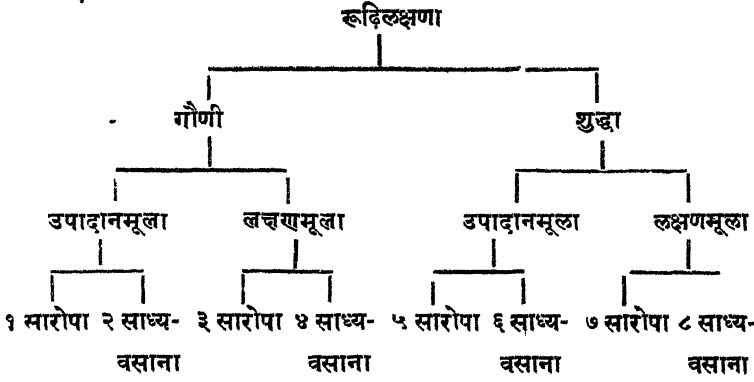 रूढ़िलक्षणा
गौणी शुद्धा
उपादानमूला लक्षणमूला उपादानमूला लक्षणमूला
१ सारोपा २ साध्य- ३ सारोपा ४ साध्य- ५ सारोपा ६ साध्य- ७ सारोपा ८ साध्य-
वसाना वसाना वसाना वसाना